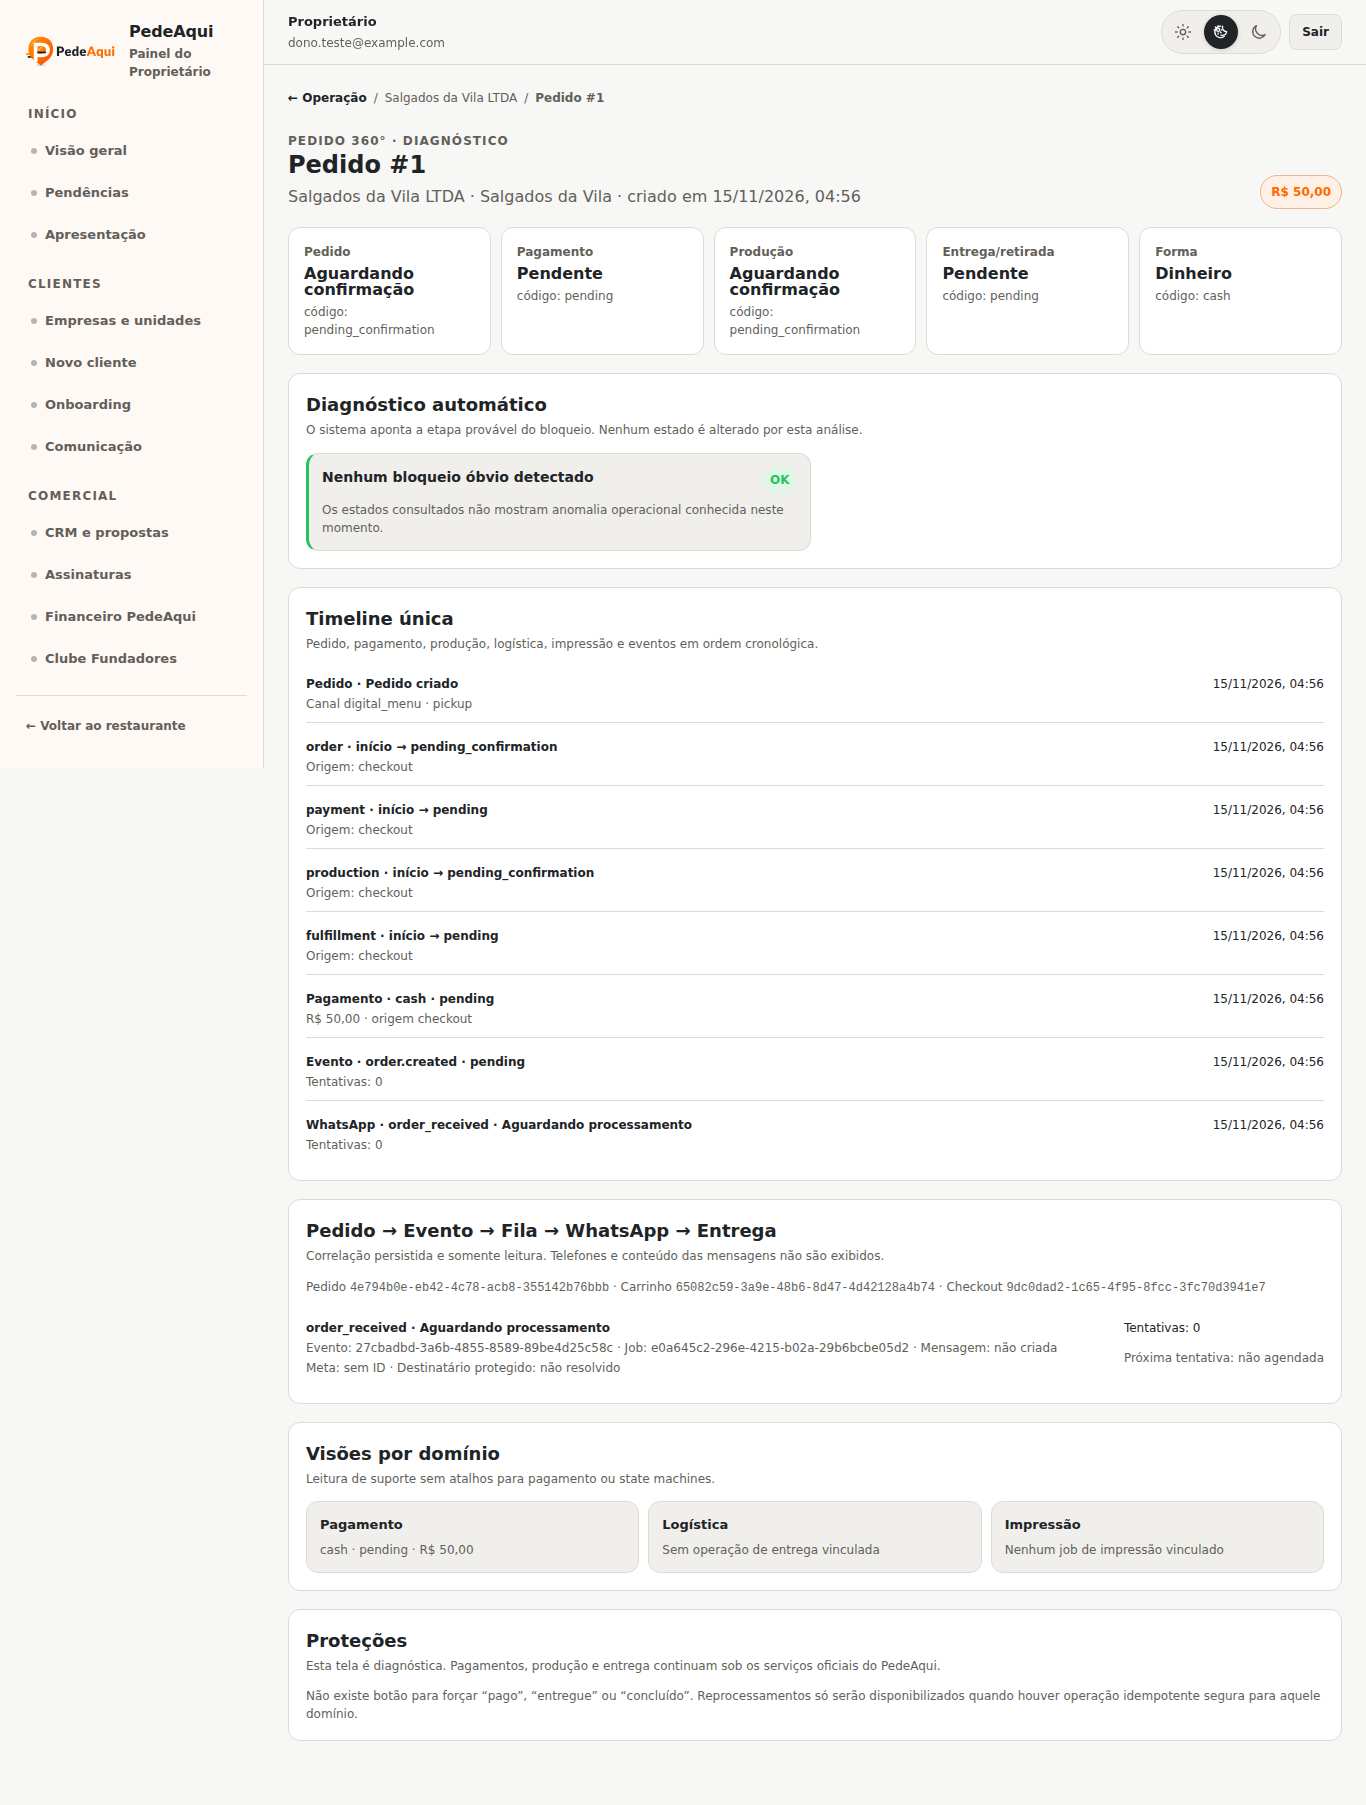 PedeAqui
PedeAqui
Painel do
Proprietário
INÍCIO
Visão geral
Pendências
Apresentação
CLIENTES
Empresas e unidades
Novo cliente
Onboarding
Comunicação
COMERCIAL
CRM e propostas
Assinaturas
Financeiro PedeAqui
Clube Fundadores
← Voltar ao restaurante
Proprietário
dono.teste@example.com
Sair
← Operação / Salgados da Vila LTDA / Pedido #1
PEDIDO 360° · DIAGNÓSTICO
Pedido #1
Salgados da Vila LTDA · Salgados da Vila · criado em 15/11/2026, 04:56
R$ 50,00
Pedido
Aguardando
confirmação
código:
pending_confirmation
Pagamento
Pendente
código: pending
Produção
Aguardando
confirmação
código:
pending_confirmation
Entrega/retirada
Pendente
código: pending
Forma
Dinheiro
código: cash
Diagnóstico automático
O sistema aponta a etapa provável do bloqueio. Nenhum estado é alterado por esta análise.
Nenhum bloqueio óbvio detectado OK
Os estados consultados não mostram anomalia operacional conhecida neste
momento.
Timeline única
Pedido, pagamento, produção, logística, impressão e eventos em ordem cronológica.
Pedido · Pedido criado 15/11/2026, 04:56
Canal digital_menu · pickup
order · início → pending_confirmation 15/11/2026, 04:56
Origem: checkout
payment · início → pending 15/11/2026, 04:56
Origem: checkout
production · início → pending_confirmation 15/11/2026, 04:56
Origem: checkout
fulfillment · início → pending 15/11/2026, 04:56
Origem: checkout
Pagamento · cash · pending 15/11/2026, 04:56
R$ 50,00 · origem checkout
Evento · order.created · pending 15/11/2026, 04:56
Tentativas: 0
WhatsApp · order_received · Aguardando processamento 15/11/2026, 04:56
Tentativas: 0
Pedido → Evento → Fila → WhatsApp → Entrega
Correlação persistida e somente leitura. Telefones e conteúdo das mensagens não são exibidos.
Pedido 4e794b0e-eb42-4c78-acb8-355142b76bbb · Carrinho 65082c59-3a9e-48b6-8d47-4d42128a4b74 · Checkout 9dc0dad2-1c65-4f95-8fcc-3fc70d3941e7
order_received · Aguardando processamento Tentativas: 0
Evento: 27cbadbd-3a6b-4855-8589-89be4d25c58c · Job: e0a645c2-296e-4215-b02a-29b6bcbe05d2 · Mensagem: não criada
Próxima tentativa: não agendada
Meta: sem ID · Destinatário protegido: não resolvido
Visões por domínio
Leitura de suporte sem atalhos para pagamento ou state machines.
Pagamento
cash · pending · R$ 50,00
Logística
Sem operação de entrega vinculada
Impressão
Nenhum job de impressão vinculado
Proteções
Esta tela é diagnóstica. Pagamentos, produção e entrega continuam sob os serviços oficiais do PedeAqui.
Não existe botão para forçar “pago”, “entregue” ou “concluído”. Reprocessamentos só serão disponibilizados quando houver operação idempotente segura para aquele
domínio.